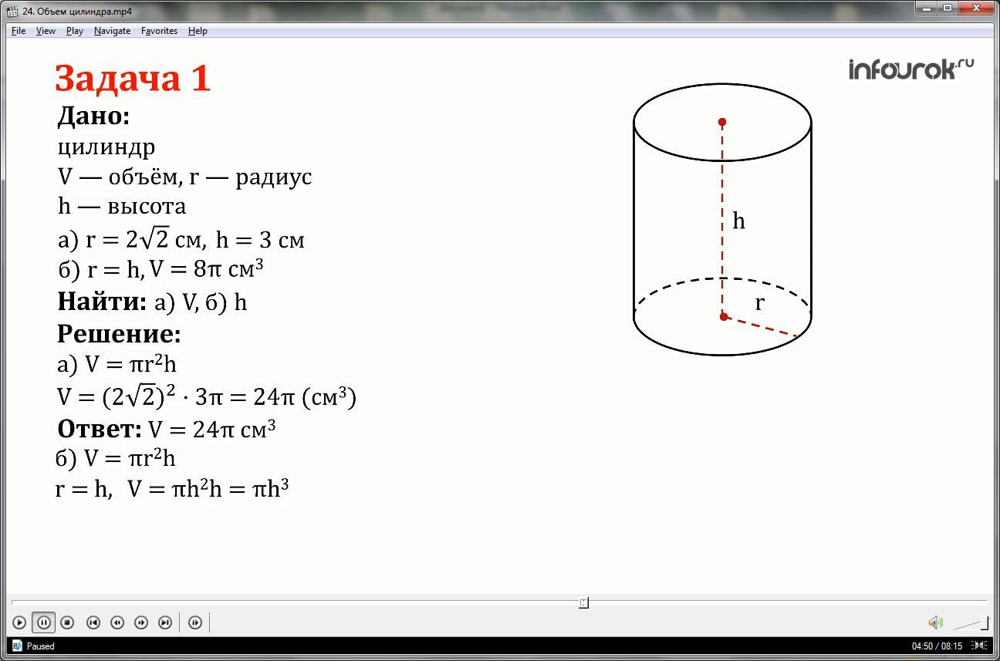 24. Объем цилиндра.mp4
File View Play Navigate Favorites Help
infourok.ru
Задача 1
Дано:
цилиндр
V — объём, r — радиус
h — высота
а) r = 2√2 см, h = 3 см
б) r = h, V = 8π см³
Найти: а) V, б) h
Решение:
а) V = πr²h
V = (2√2)² · 3π = 24π (см³)
Ответ: V = 24π см³
б) V = πr²h
r = h, V = πh²h = πh³
h
r
Paused
04:50 / 08:15